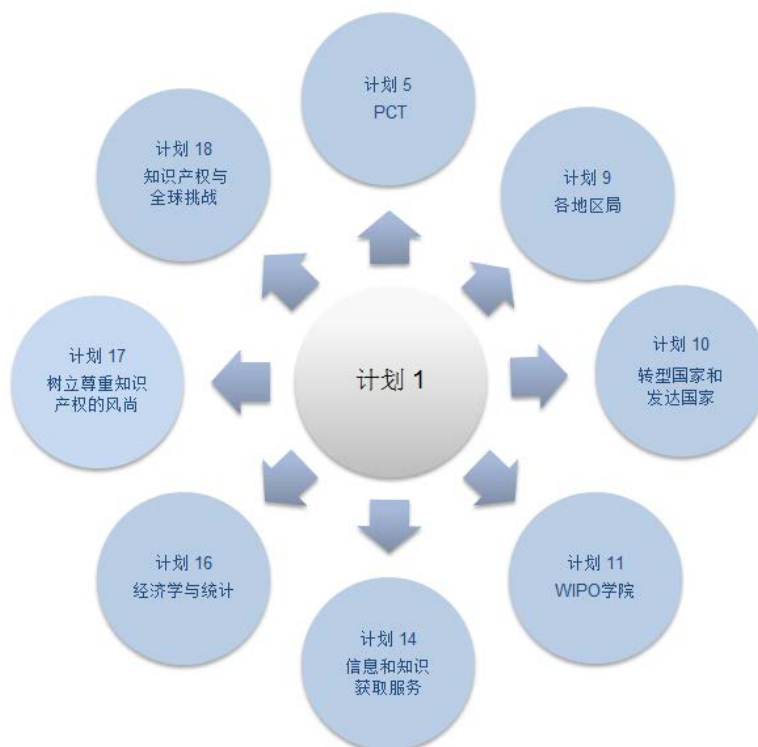 计划 5
PCT
计划 18
知识产权与
全球挑战
计划 9
各地区局
计划 17
树立尊重知识
产权的风尚
计划 1
计划 10
转型国家和
发达国家
计划 16
经济学与统计
计划 11
WIPO学院
计划 14
信息和知识
获取服务